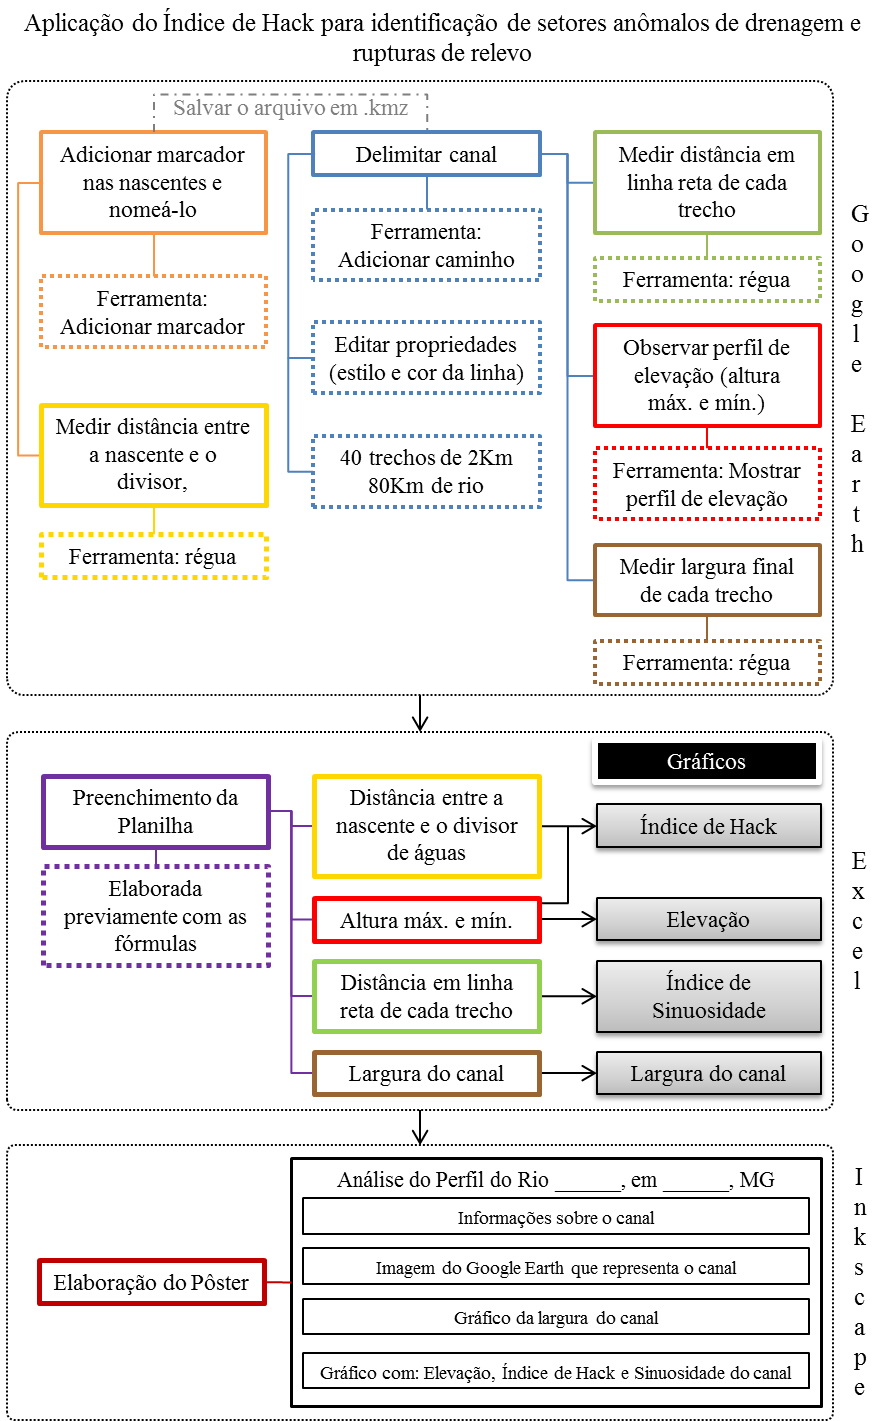 Aplicação do Índice de Hack para identificação de setores anômalos de drenagem e
rupturas de relevo
Salvar o arquivo em .kmz
Adicionar marcador
nas nascentes e
nomeá-lo
Ferramenta:
Adicionar marcador
Medir distância entre
a nascente e o
divisor,
Ferramenta: régua
Delimitar canal
Ferramenta:
Adicionar caminho
Editar propriedades
(estilo e cor da linha)
40 trechos de 2Km
80Km de rio
Medir distância em
linha reta de cada
trecho
Ferramenta: régua
Observar perfil de
elevação (altura
máx. e mín.)
Ferramenta: Mostrar
perfil de elevação
Medir largura final
de cada trecho
Ferramenta: régua
Google Earth
Preenchimento da
Planilha
Elaborada
previamente com as
fórmulas
Distância entre a
nascente e o divisor
de águas
Altura máx. e mín.
Distância em linha
reta de cada trecho
Largura do canal
Gráficos
Índice de Hack
Elevação
Índice de
Sinuosidade
Largura do canal
Excel
Elaboração do Pôster
Análise do Perfil do Rio ______, em ______, MG
Informações sobre o canal
Imagem do Google Earth que representa o canal
Gráfico da largura do canal
Gráfico com: Elevação, Índice de Hack e Sinuosidade do canal
Inkscape